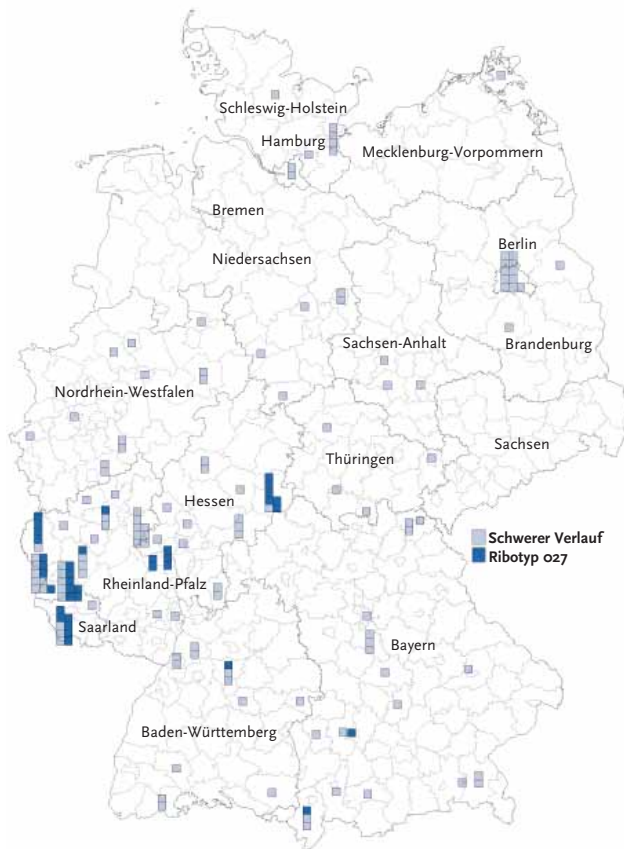 Schleswig-Holstein
Hamburg
Mecklenburg-Vorpommern
Bremen
Berlin
Niedersachsen
Sachsen-Anhalt
Brandenburg
Nordrhein-Westfalen
Sachsen
Thüringen
Hessen
Schwerer Verlauf
Ribotyp 027
Rheinland-Pfalz
Saarland
Bayern
Baden-Württemberg